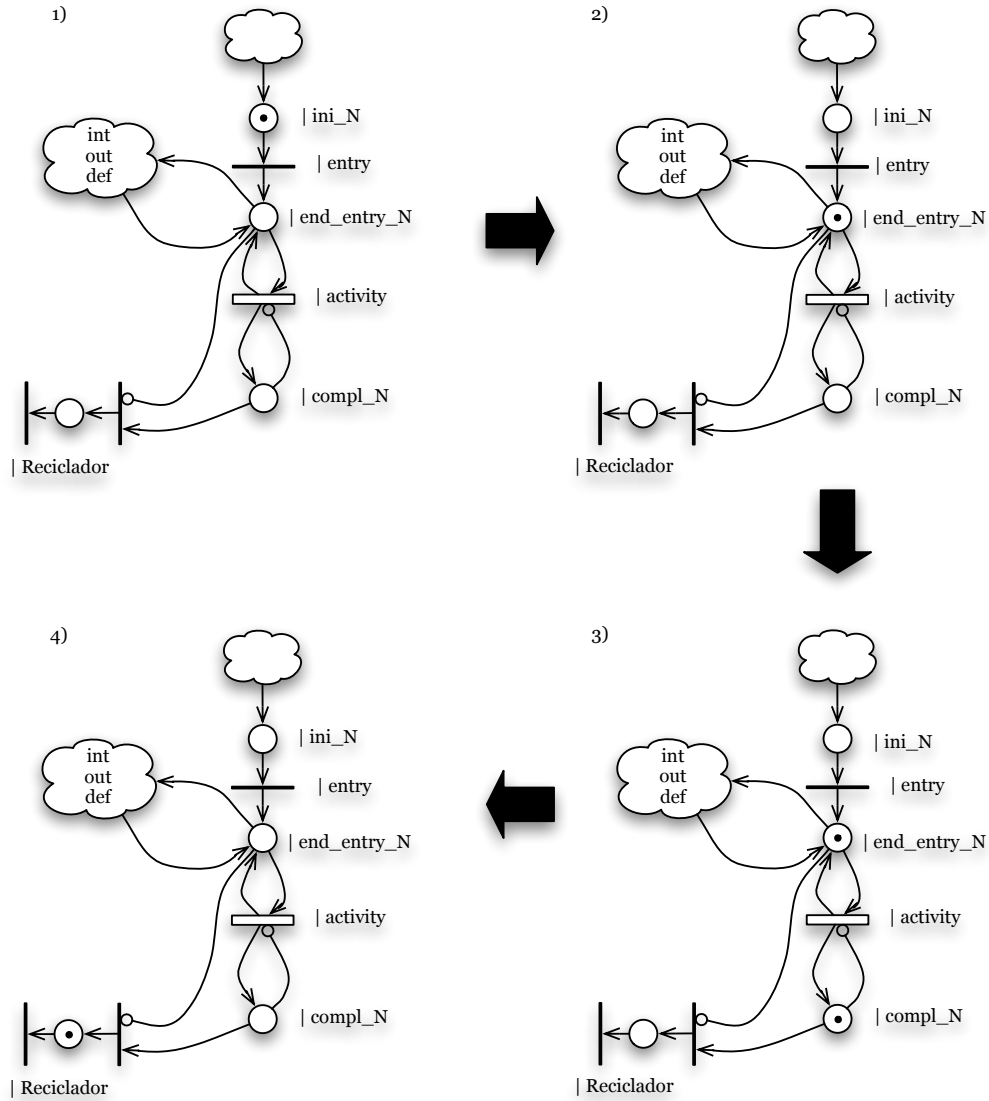 1)
| ini_N
int
out
def
| entry
| end_entry_N
| activity
| compl_N
| Reciclador
2)
| ini_N
int
out
def
| entry
| end_entry_N
| activity
| compl_N
| Reciclador
4)
| ini_N
int
out
def
| entry
| end_entry_N
| activity
| compl_N
| Reciclador
3)
| ini_N
int
out
def
| entry
| end_entry_N
| activity
| compl_N
| Reciclador